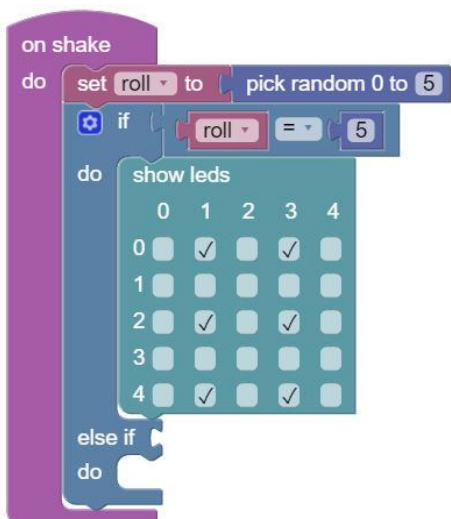 on shake
do set roll to pick random 0 to 5
if roll = 5
do show leds
0 1 2 3 4
0 ✓ ✓
1
2 ✓ ✓
3
4 ✓ ✓
else if
do